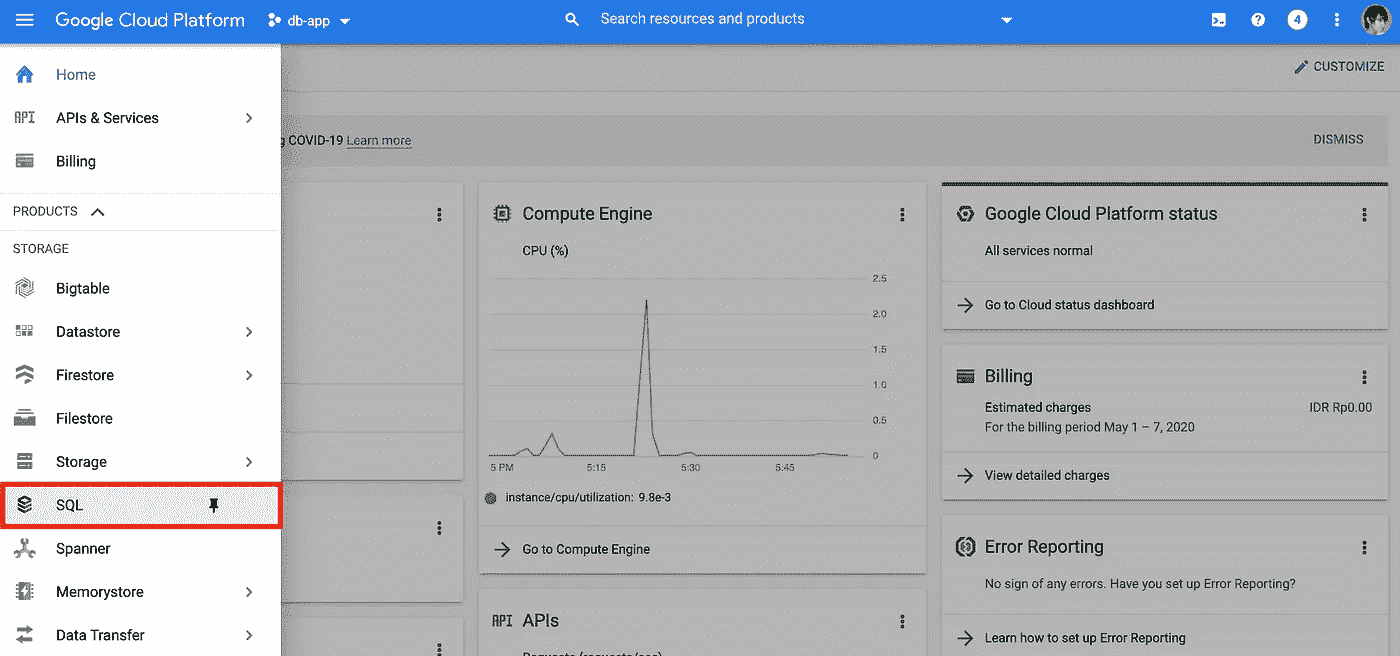 Google Cloud Platform
db-app
Search resources and products
4
Home
API APIs & Services
Billing
PRODUCTS
STORAGE
Bigtable
Datastore
Firestore
Filestore
Storage
SQL
Spanner
Memorystore
Data Transfer
CUSTOMIZE
COVID-19 Learn more
DISMISS
Compute Engine
CPU (%)
2.5
2.0
1.5
1.0
0.5
0
5 PM 5:15 5:30 5:45
instance/cpu/utilization: 9.8e-3
Go to Compute Engine
API APIs
Requests (requests/sec)
Google Cloud Platform status
All services normal
Go to Cloud status dashboard
Billing
Estimated charges IDR Rp0.00
For the billing period May 1 – 7, 2020
View detailed charges
Error Reporting
No sign of any errors. Have you set up Error Reporting?
Learn how to set up Error Reporting